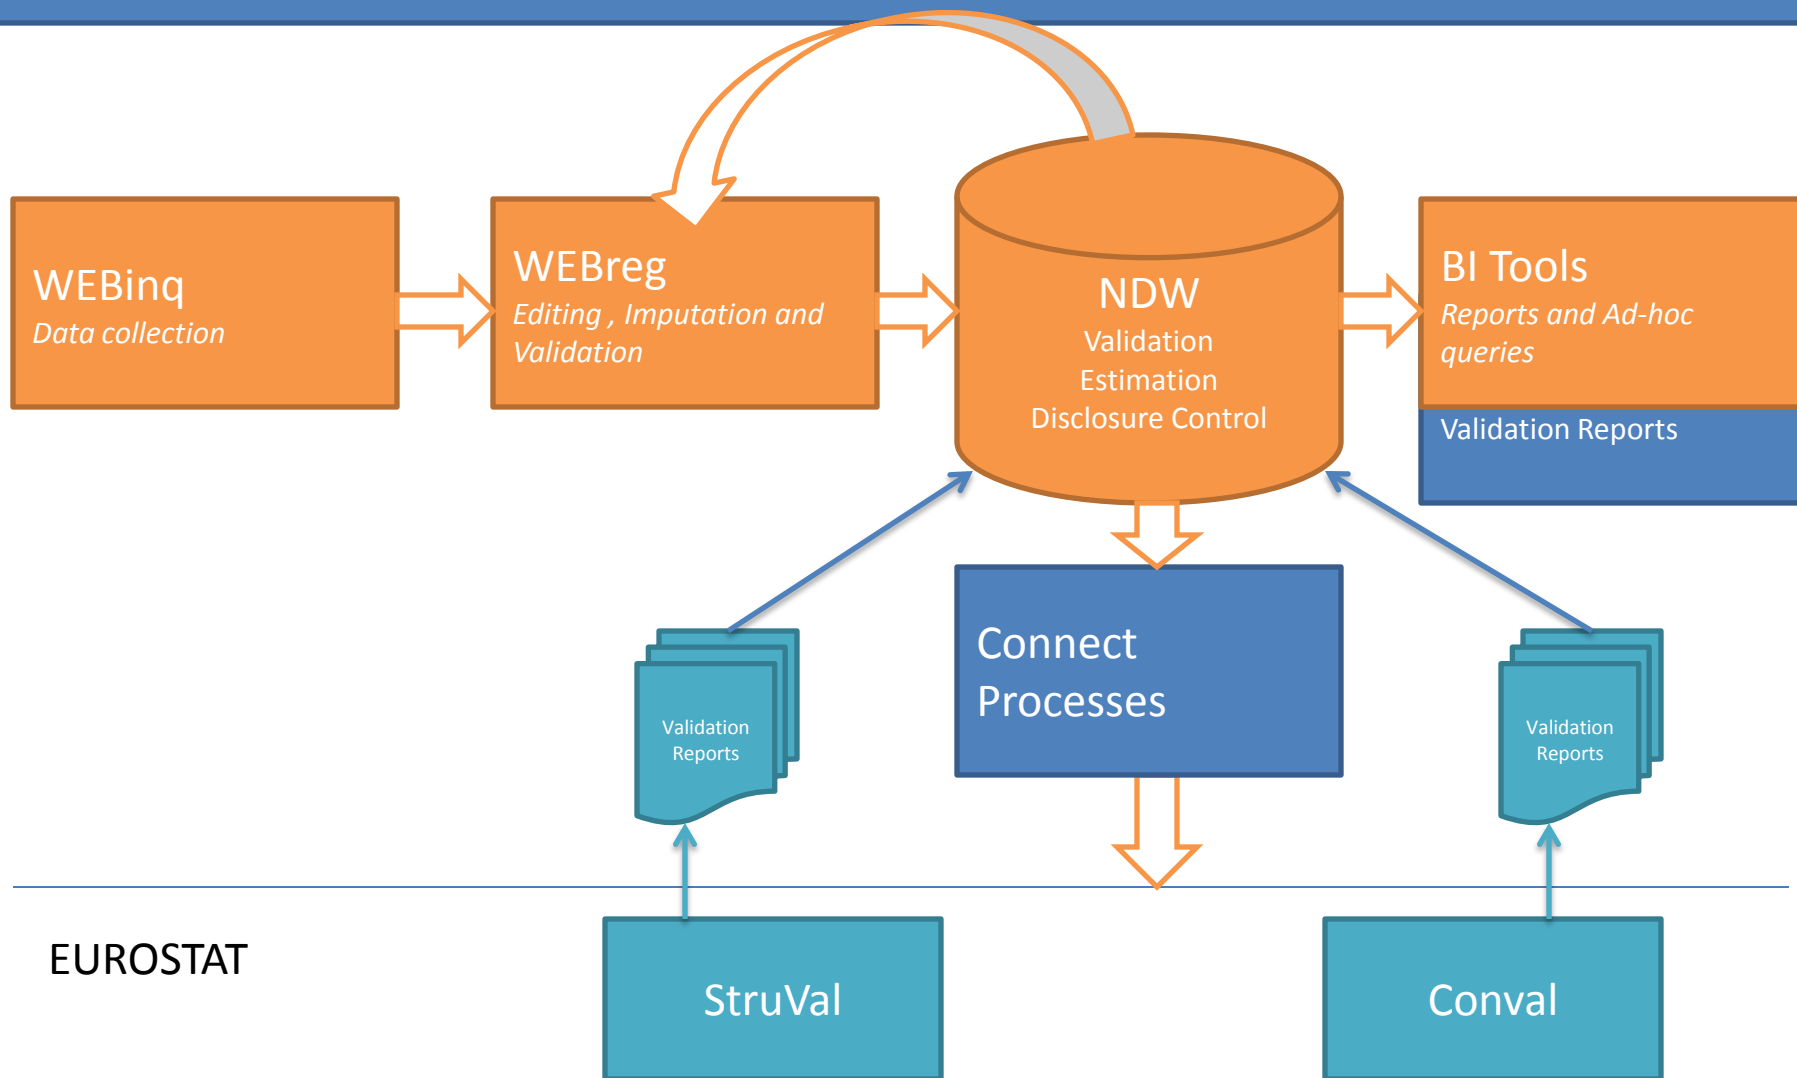 WEBinq
Data collection
WEBreg
Editing , Imputation and
Validation
NDW
Validation
Estimation
Disclosure Control
BI Tools
Reports and Ad-hoc
queries
Validation Reports
Connect
Processes
Validation
Reports
Validation
Reports
EUROSTAT
StruVal
Conval